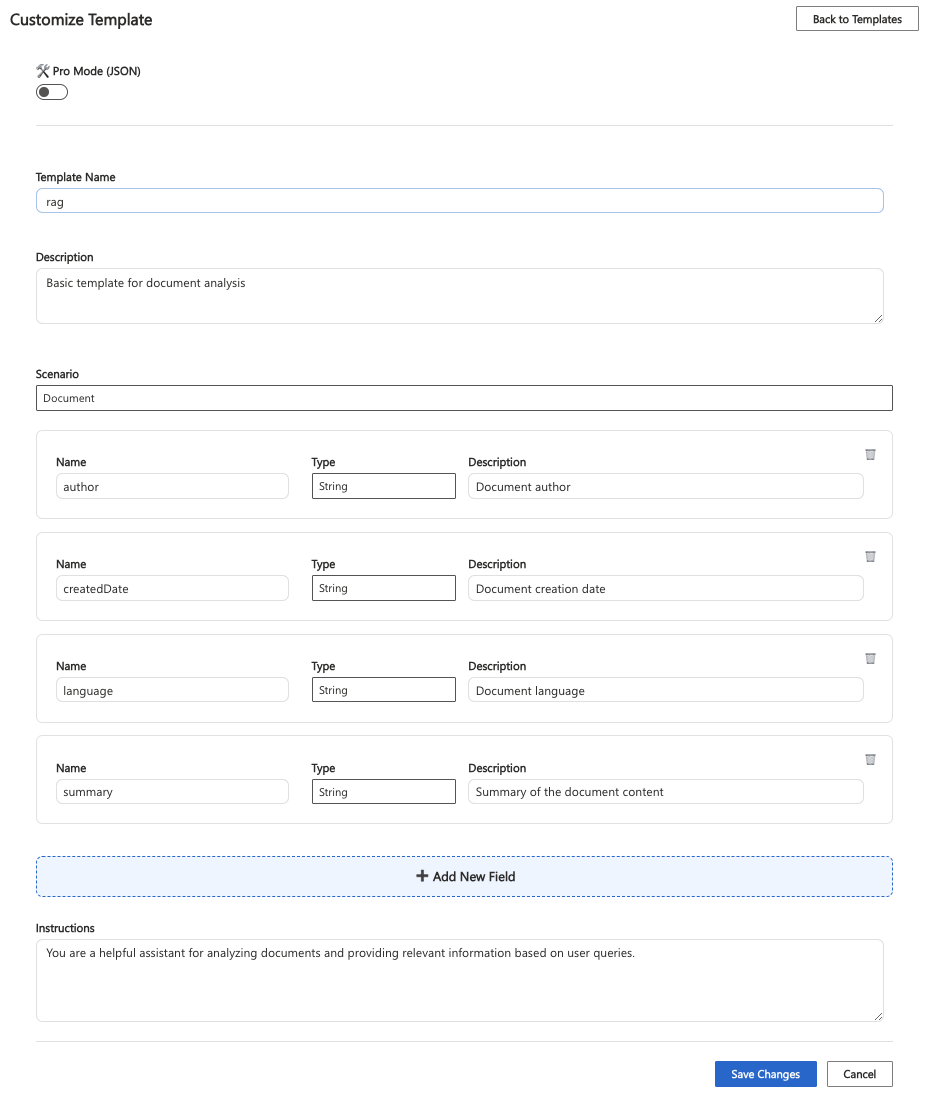 Customize Template
Back to Templates
🛠 Pro Mode (JSON)
Template Name
rag
Description
Basic template for document analysis
Scenario
Document
Name Type Description
author String Document author
Name Type Description
createdDate String Document creation date
Name Type Description
language String Document language
Name Type Description
summary String Summary of the document content
+ Add New Field
Instructions
You are a helpful assistant for analyzing documents and providing relevant information based on user queries.
Save Changes Cancel